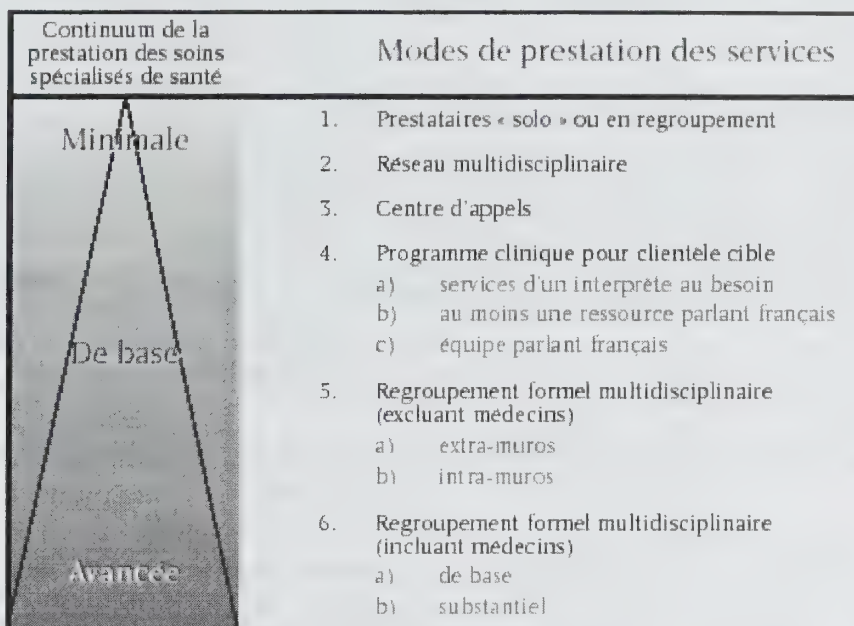 Continuum de la
prestation des soins
spécialisés de santé
Modes de prestation des services
Minimale
De base
Avancée
1. Prestataires « solo » ou en regroupement
2. Réseau multidisciplinaire
3. Centre d'appels
4. Programme clinique pour clientèle cible
a) services d'un interprète au besoin
b) au moins une ressource parlant français
c) équipe parlant français
5. Regroupement formel multidisciplinaire
(excluant médecins)
a) extra-muros
b) intra-muros
6. Regroupement formel multidisciplinaire
(incluant médecins)
a) de base
b) substantiel